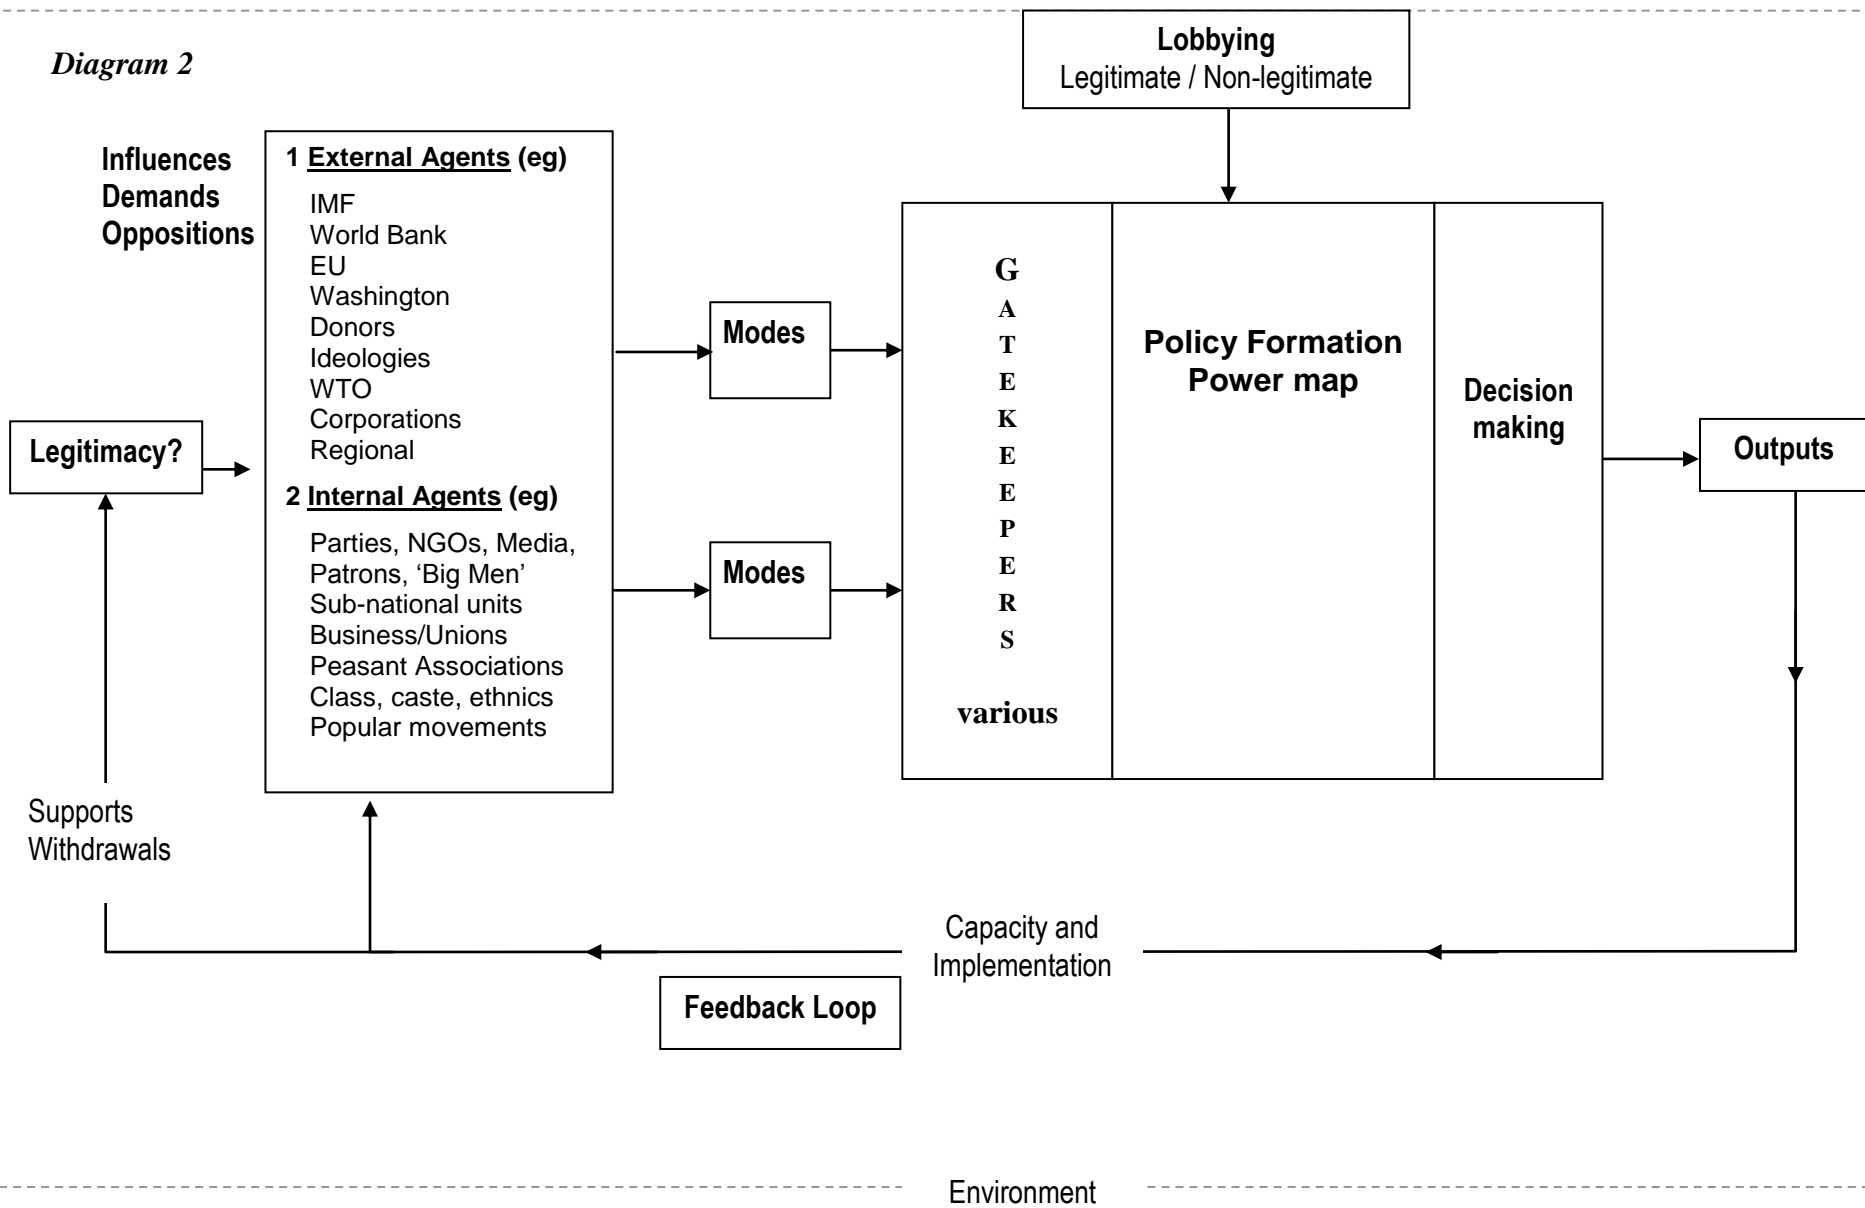 Diagram 2
Lobbying
Legitimate / Non-legitimate
Influences
Demands
Oppositions
1 External Agents (eg)
IMF
World Bank
EU
Washington
Donors
Ideologies
WTO
Corporations
Regional
2 Internal Agents (eg)
Parties, NGOs, Media,
Patrons, ‘Big Men’
Sub-national units
Business/Unions
Peasant Associations
Class, caste, ethnics
Popular movements
Legitimacy?
Modes
Modes
G
A
T
E
K
E
E
P
E
R
S
various
Policy Formation
Power map
Decision
making
Outputs
Supports
Withdrawals
Capacity and
Implementation
Feedback Loop
Environment